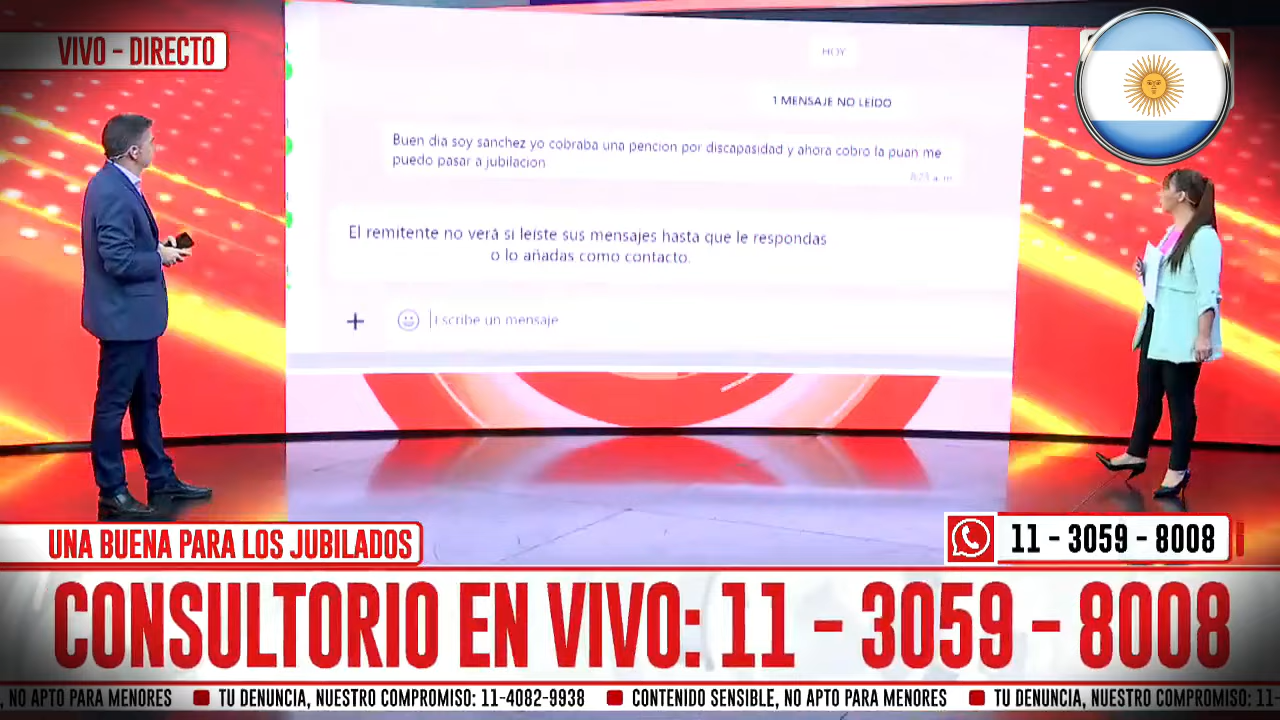 VIVO - DIRECTO
HOY
1 MENSAJE NO LEÍDO
Buen dia soy sanchez yo cobraba una pencion por discapasidad y ahora cobro la puan me
puedo pasar a jubilacion
El remitente no verá si leíste sus mensajes hasta que le respondas
o lo añadas como contacto.
Escribe un mensaje
UNA BUENA PARA LOS JUBILADOS
11 - 3059 - 8008
CONSULTORIO EN VIVO: 11 - 3059 - 8008
, NO APTO PARA MENORES TU DENUNCIA, NUESTRO COMPROMISO: 11-4082-9938 CONTENIDO SENSIBLE, NO APTO PARA MENORES TU DENUNCIA, NUESTRO COMPROMISO: 11-